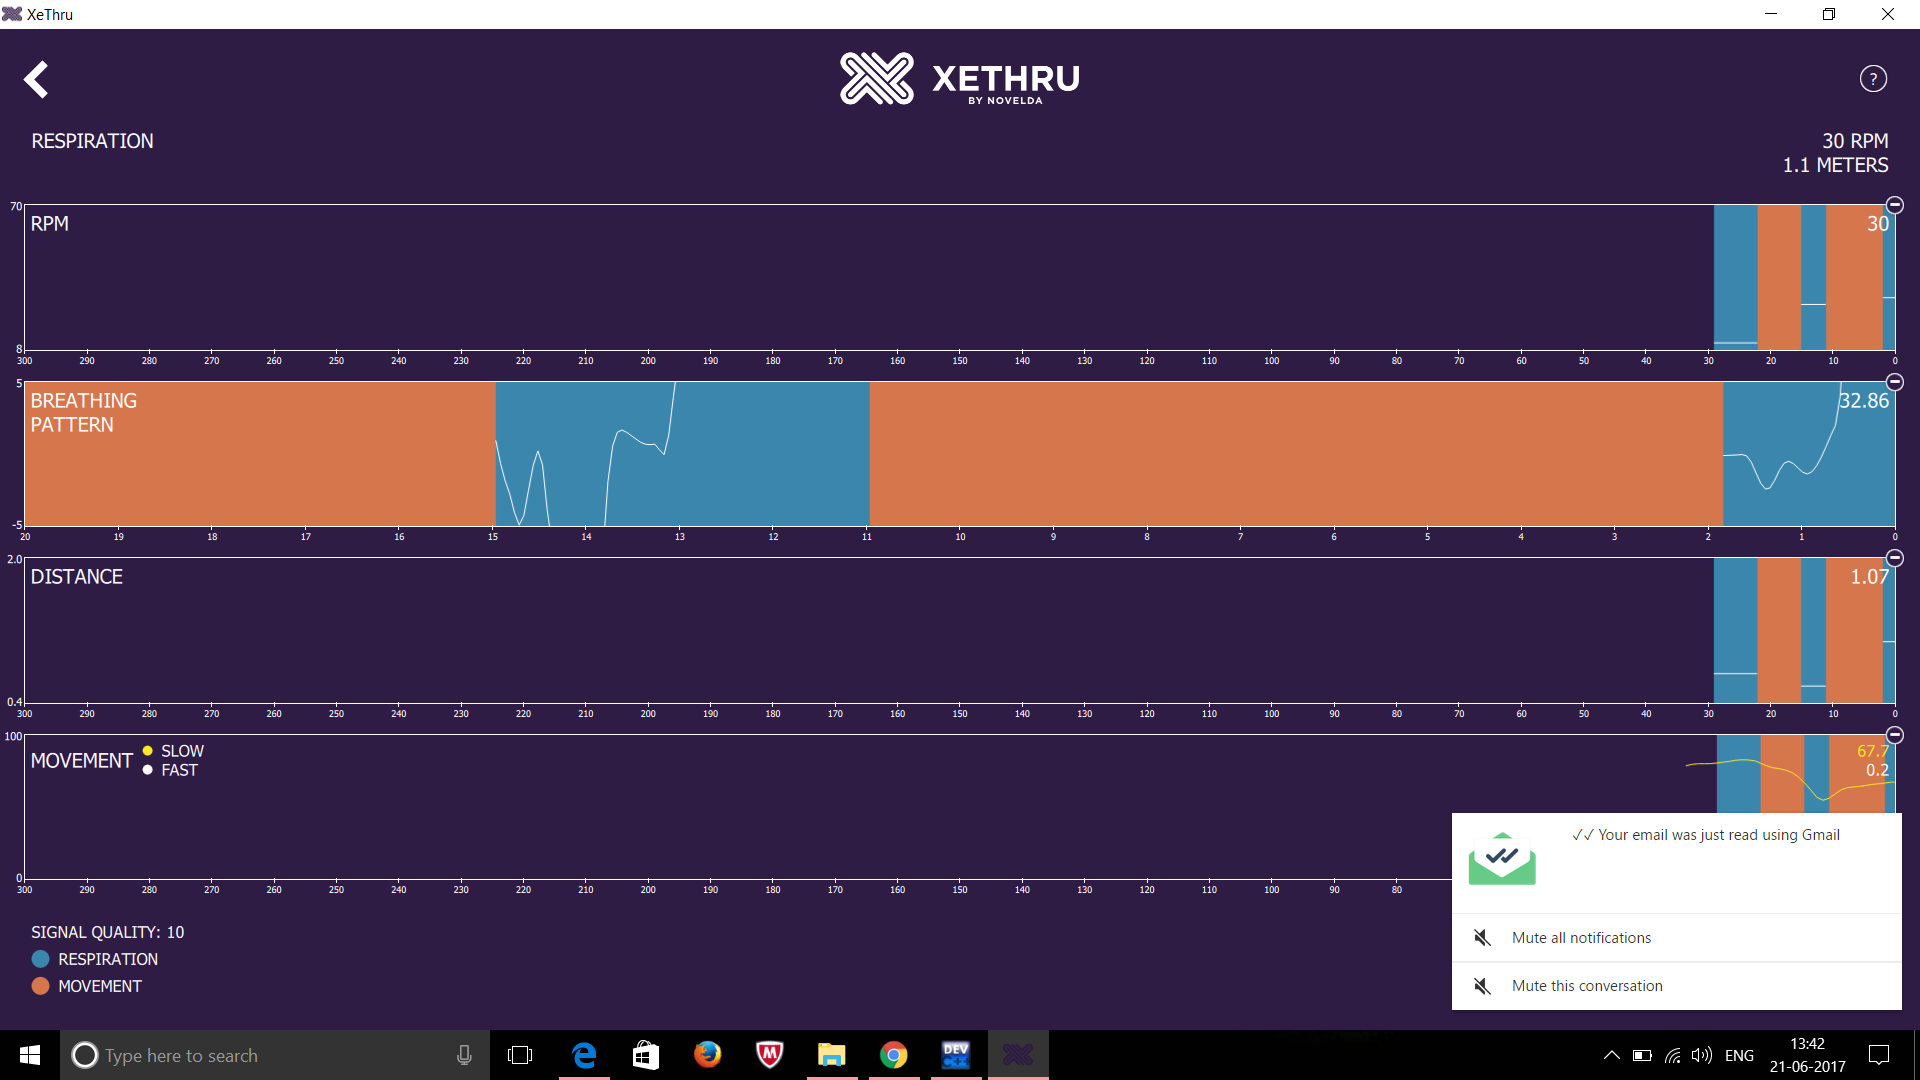 XeThru
XETHRU
BY NOVELDA
?
RESPIRATION
30 RPM
1.1 METERS
70
RPM
30
8
300 290 280 270 260 250 240 230 220 210 200 190 180 170 160 150 140 130 120 110 100 90 80 70 60 50 40 30 20 10 0
5
BREATHING
PATTERN
32.86
-5
20 19 18 17 16 15 14 13 12 11 10 9 8 7 6 5 4 3 2 1 0
2.0
DISTANCE
1.07
0.4
300 290 280 270 260 250 240 230 220 210 200 190 180 170 160 150 140 130 120 110 100 90 80 70 60 50 40 30 20 10 0
100
MOVEMENT
SLOW
FAST
67.7
0.2
0
300 290 280 270 260 250 240 230 220 210 200 190 180 170 160 150 140 130 120 110 100 90 80
✓✓ Your email was just read using Gmail
Mute all notifications
Mute this conversation
SIGNAL QUALITY: 10
RESPIRATION
MOVEMENT
Type here to search
DEV
C++
ENG
13:42
21-06-2017